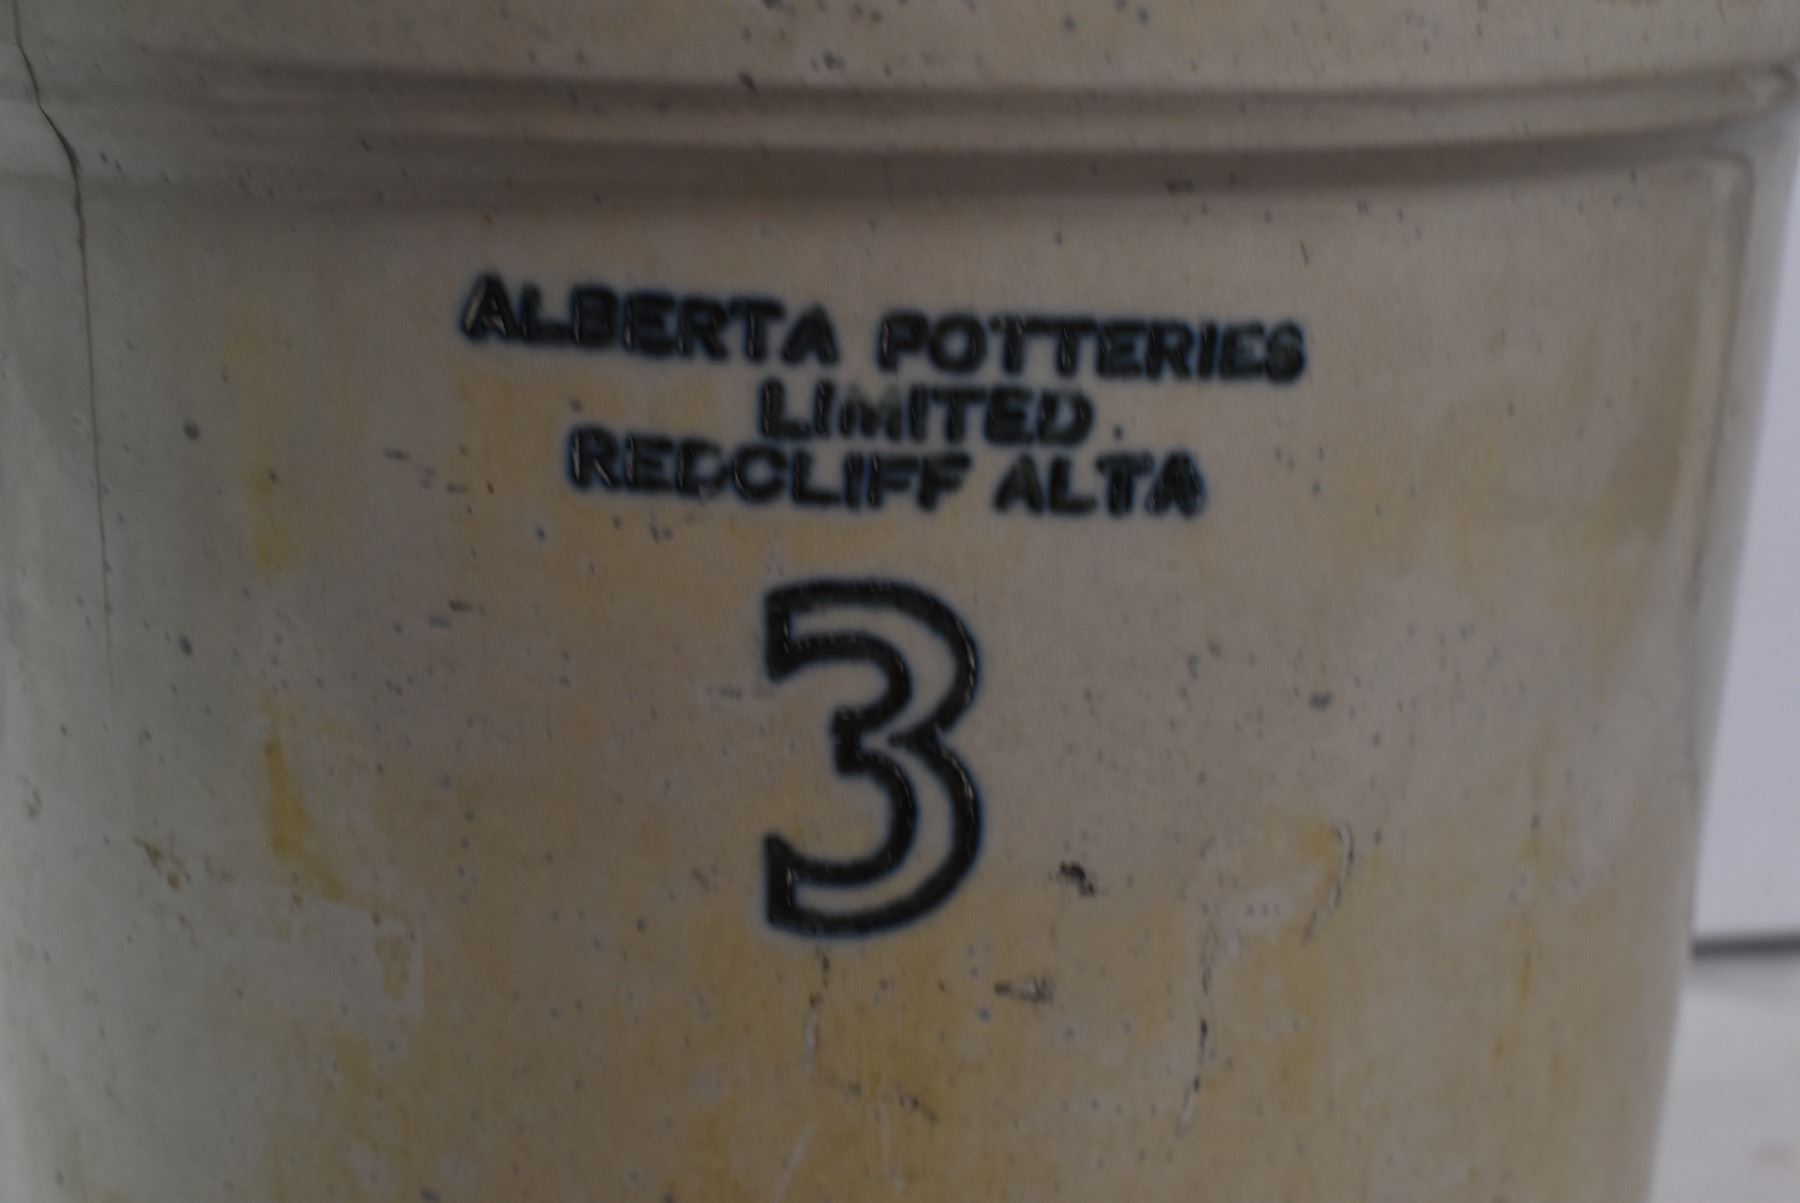 ALBERTA POTTERIES
LIMITED
REDCLIFF ALTA
3